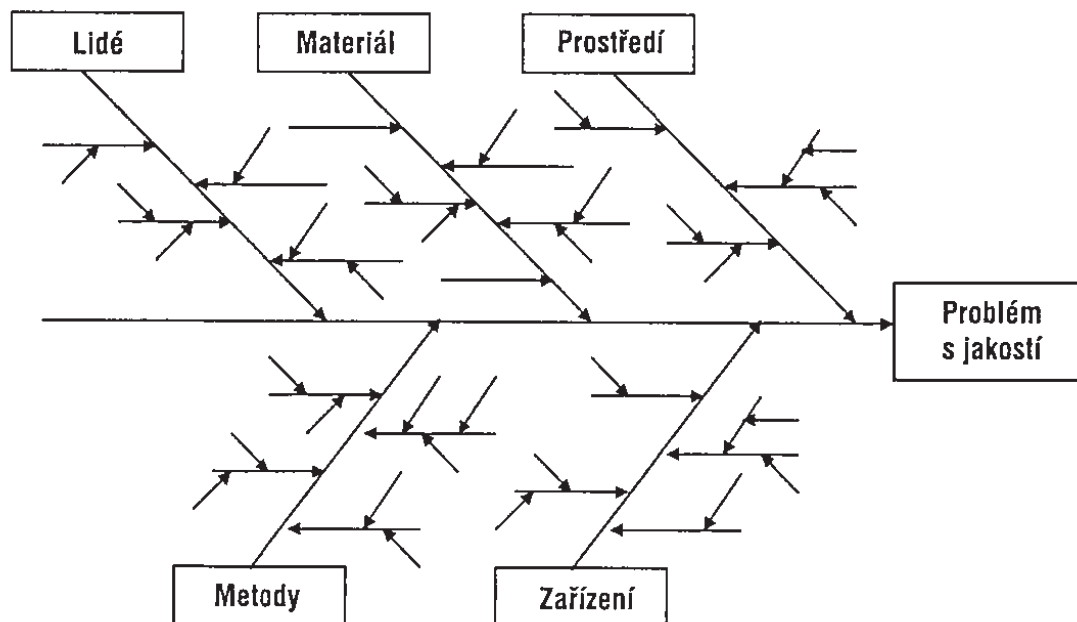 Lidé
Materiál
Prostředí
Problém
s jakostí
Metody
Zařízení